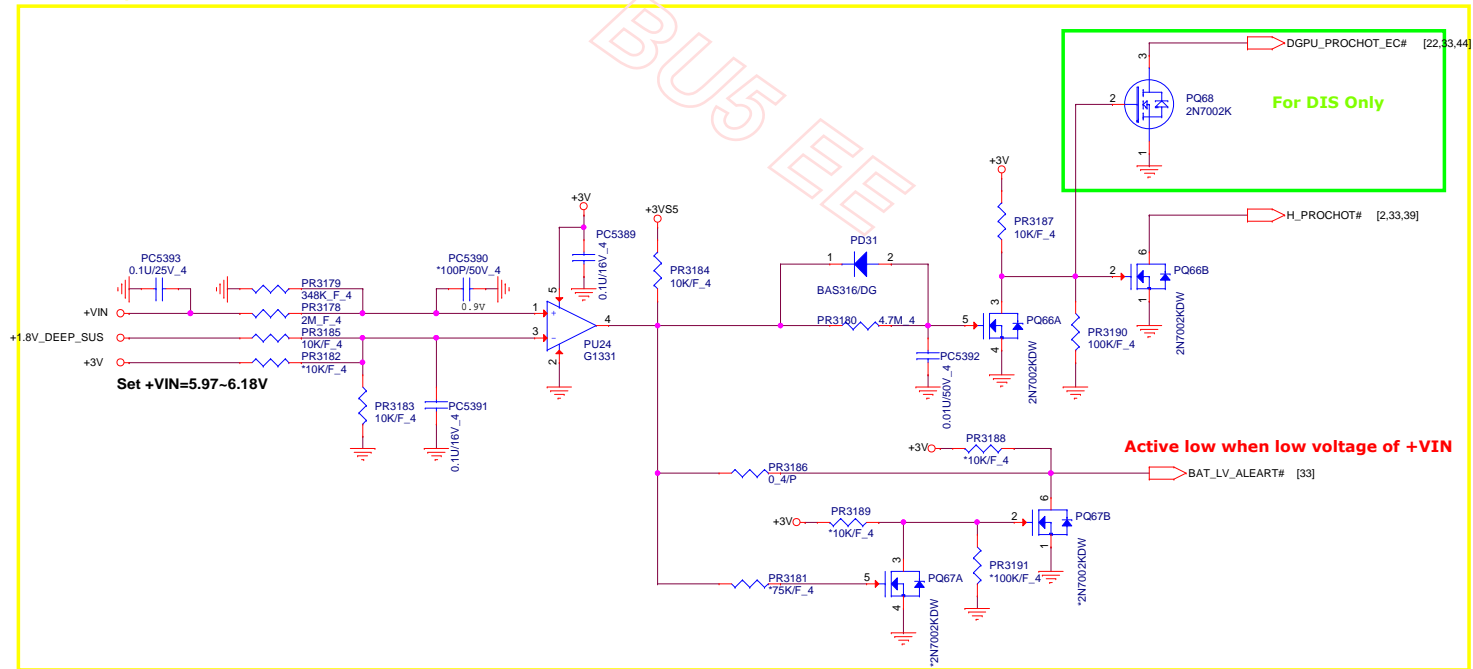 BU5 EE
DGPU_PROCHOT_EC# [22,33,44]
3
2
PQ68
2N7002K
1
For DIS Only
+3V
H_PROCHOT# [2,33,39]
PR3187
10K/F_4
6
2
PQ66B
1
2N7002KDW
+3V
5
PC5389
0.1U/16V_4
+3VS5
PR3184
10K/F_4
PD31
1
2
BAS316/DG
PR3180
4.7M_4
3
5
PQ66A
4
2N7002KDW
PC5392
0.01U/50V_4
PR3190
100K/F_4
PC5393
0.1U/25V_4
PC5390
*100P/50V_4
0.9V
PR3179
348K_F_4
+VIN
PR3178
2M_F_4
1
+
4
+1.8V_DEEP_SUS
PR3185
10K/F_4
3
-
PU24
G1331
2
+3V
PR3182
*10K/F_4
Set +VIN=5.97~6.18V
PR3183
10K/F_4
PC5391
0.1U/16V_4
+3V
PR3188
*10K/F_4
Active low when low voltage of +VIN
PR3186
0_4/P
BAT_LV_ALEART# [33]
+3V
PR3189
*10K/F_4
6
2
PQ67B
1
*2N7002KDW
PR3181
*75K/F_4
3
5
PQ67A
4
*2N7002KDW
PR3191
*100K/F_4